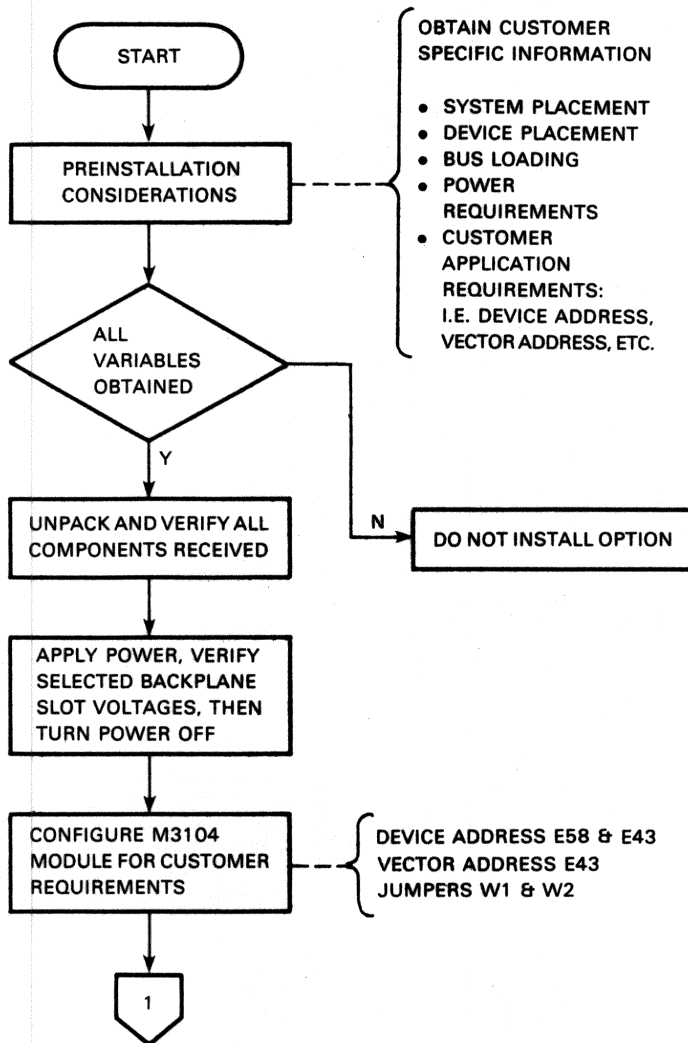 START
PREINSTALLATION
CONSIDERATIONS
OBTAIN CUSTOMER
SPECIFIC INFORMATION
• SYSTEM PLACEMENT
• DEVICE PLACEMENT
• BUS LOADING
• POWER
REQUIREMENTS
• CUSTOMER
APPLICATION
REQUIREMENTS:
I.E. DEVICE ADDRESS,
VECTOR ADDRESS, ETC.
ALL
VARIABLES
OBTAINED
Y
N
UNPACK AND VERIFY ALL
COMPONENTS RECEIVED
DO NOT INSTALL OPTION
APPLY POWER, VERIFY
SELECTED BACKPLANE
SLOT VOLTAGES, THEN
TURN POWER OFF
CONFIGURE M3104
MODULE FOR CUSTOMER
REQUIREMENTS
DEVICE ADDRESS E58 & E43
VECTOR ADDRESS E43
JUMPERS W1 & W2
1